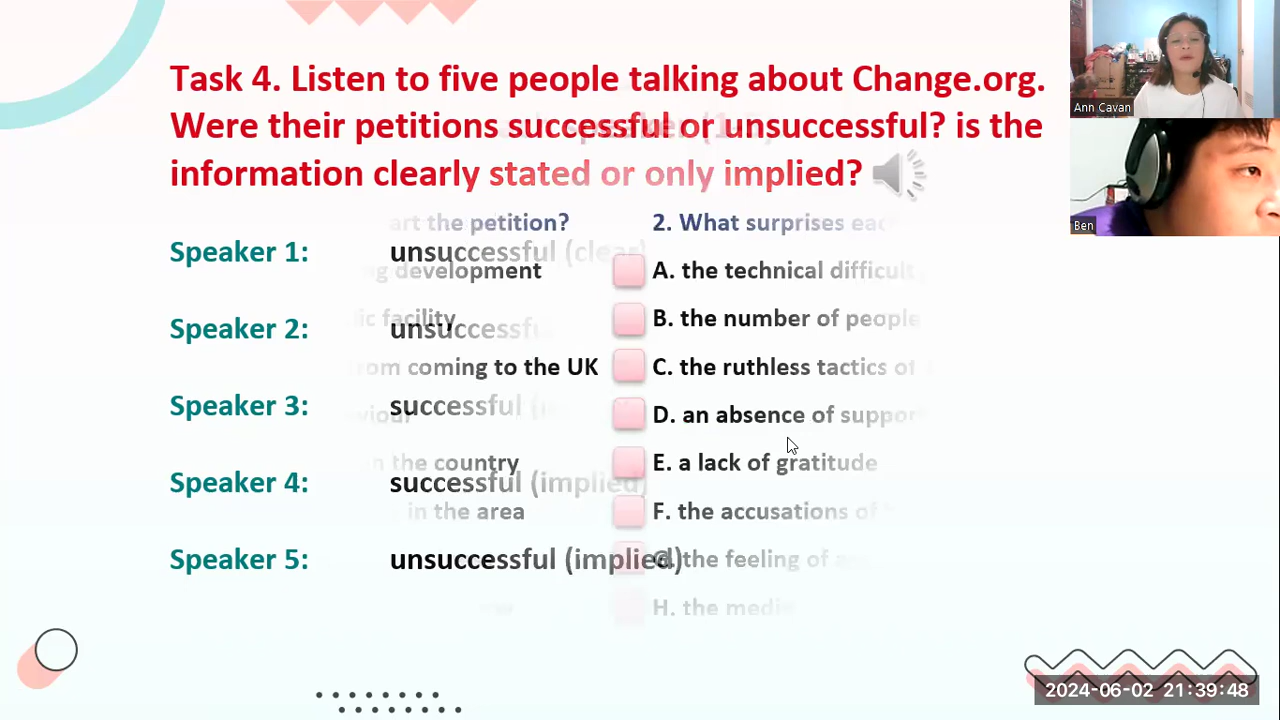 Task 4. Listen to five people talking about Change.org.
Were their petitions successful or unsuccessful? is the
information clearly stated or only implied?
Ann Cavan
Ben
art the petition?
2. What surprises eac
Speaker 1: unsuccessful (clear)
g development
A. the technical difficult
ic facility
B. the number of people
Speaker 2: unsuccessfu
rom coming to the UK
C. the ruthless tactics of
Speaker 3: successful
viour
D. an absence of suppor
n the country
E. a lack of gratitude
Speaker 4: successful (implied)
in the area
F. the accusations of
Speaker 5: unsuccessful (implied)
the feeling of
H. the medi
2024-06-02 21:39:48